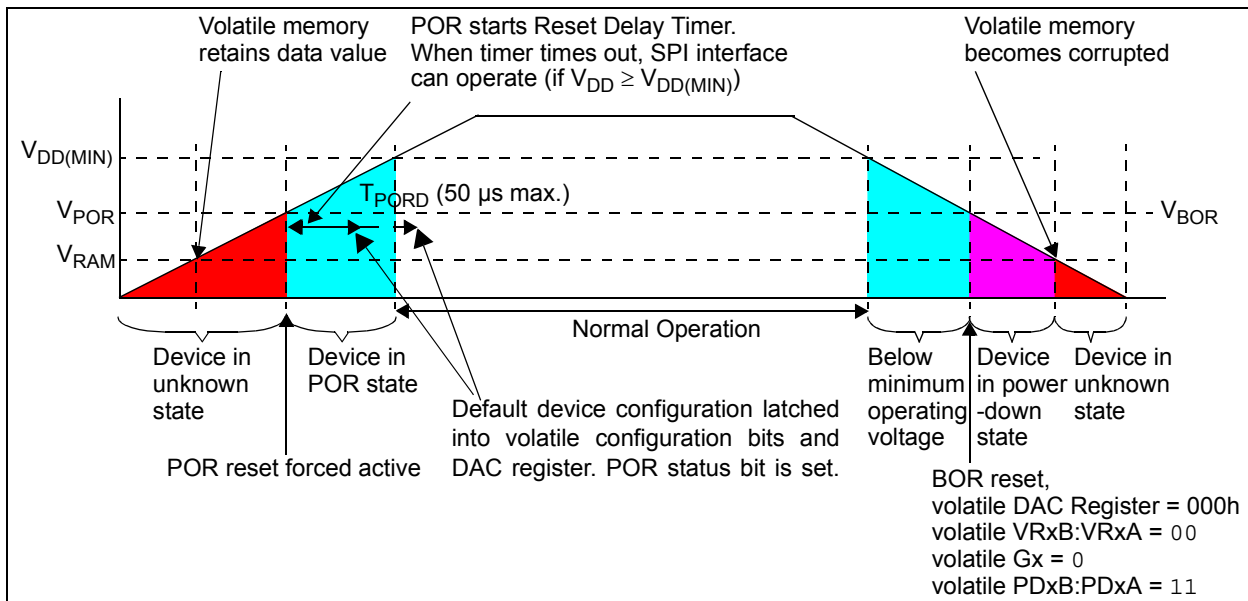 Volatile memory
retains data value
POR starts Reset Delay Timer.
When timer times out, SPI interface
can operate (if VDD ≥ VDD(MIN))
Volatile memory
becomes corrupted
VDD(MIN)
TPORD (50 µs max.)
VPOR
VBOR
VRAM
Normal Operation
Device in
unknown
state
Device in
POR state
Below
minimum
operating
voltage
Device
in power
-down
state
Device in
unknown
state
Default device configuration latched
into volatile configuration bits and
DAC register. POR status bit is set.
POR reset forced active
BOR reset,
volatile DAC Register = 000h
volatile VRxB:VRxA = 00
volatile Gx = 0
volatile PDxB:PDxA = 11